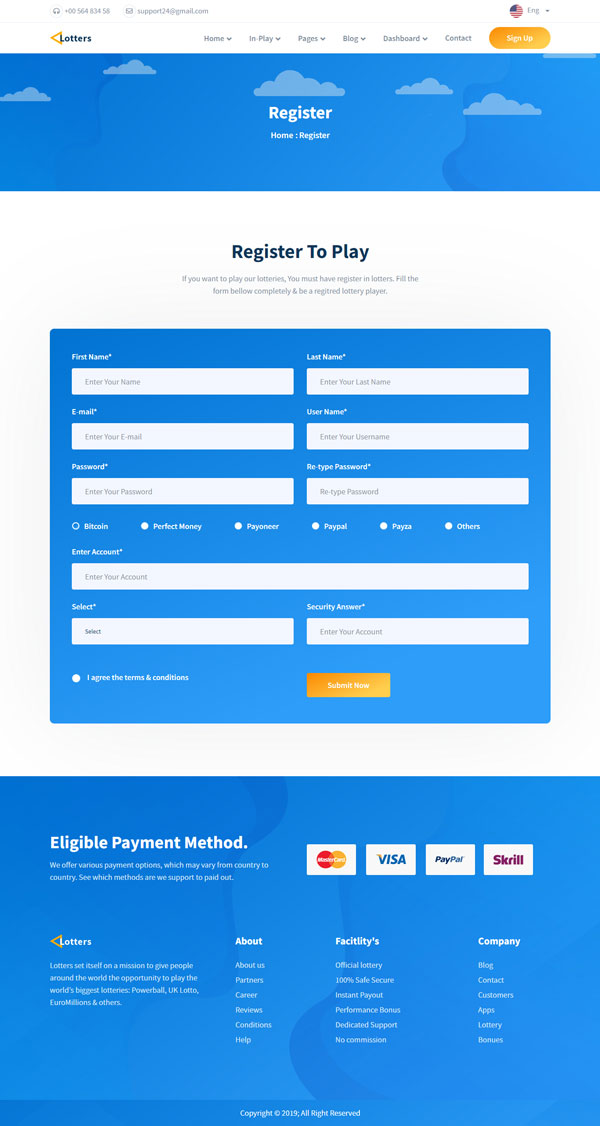 +00 564 834 58 support24@gmail.com Eng
Lotters Home In-Play Pages Blog Dashboard Contact Sign Up
Register
Home : Register
Register To Play
If you want to play our lotteries, You must have register in lotters. Fill the
form bellow completely & be a regitred lottery player.
First Name* Last Name*
Enter Your Name Enter Your Last Name
E-mail* User Name*
Enter Your E-mail Enter Your Username
Password* Re-type Password*
Enter Your Password Re-type Password
Bitcoin Perfect Money Payoneer Paypal Payza Others
Enter Account*
Enter Your Account
Select* Security Answer*
Select Enter Your Account
I agree the terms & conditions Submit Now
Eligible Payment Method.
We offer various payment options, which may vary from country to
country. See which methods are we support to paid out.
MasterCard VISA PayPal Skrill
Lotters About Facitlity's Company
Lotters set itself on a mission to give people
around the world the opportunity to play the
world's biggest lotteries: Powerball, UK Lotto,
EuroMillions & others.
About us Official lottery Blog
Partners 100% Safe Secure Contact
Career Instant Payout Customers
Reviews Performance Bonus Apps
Conditions Dedicated Support Lottery
Help No commission Bonues
Copyright © 2019; All Right Reserved